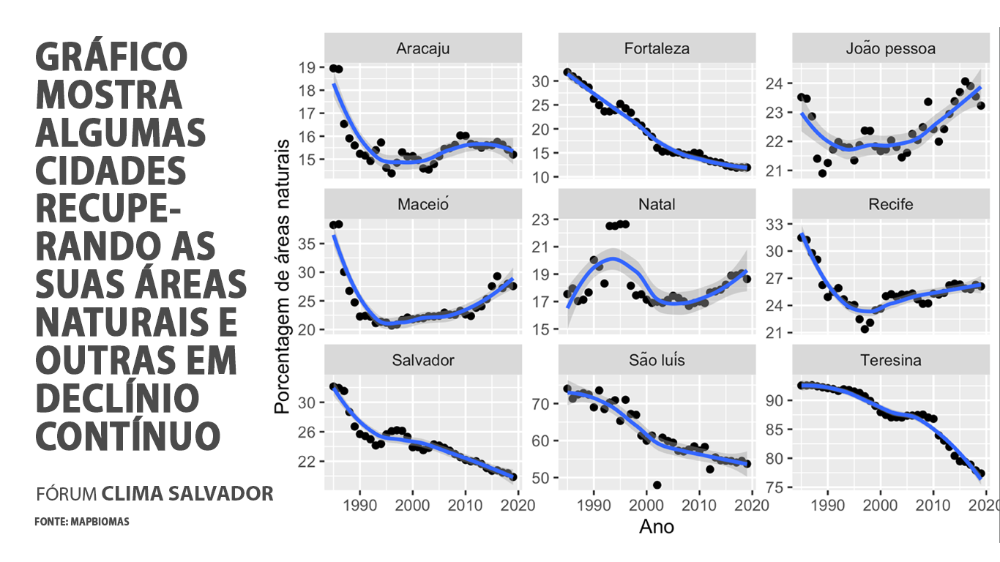 GRÁFICO
MOSTRA
ALGUMAS
CIDADES
RECUPE-
RANDO AS
SUAS ÁREAS
NATURAIS E
OUTRAS EM
DECLÍNIO
CONTÍNUO
FÓRUM CLIMA SALVADOR
FONTE: MAPBIOMAS
Porcentagem de áreas naturais
Aracaju
19
18
17
16
15
Fortaleza
30
25
20
15
10
João pessoa
24
23
22
21
Maceió
35
30
25
20
Natal
23
21
19
17
15
Recife
33
30
27
24
21
Salvador
30
26
22
São luís
70
60
50
Teresina
90
85
80
75
1990 2000 2010 2020
1990 2000 2010 2020
1990 2000 2010 2020
Ano